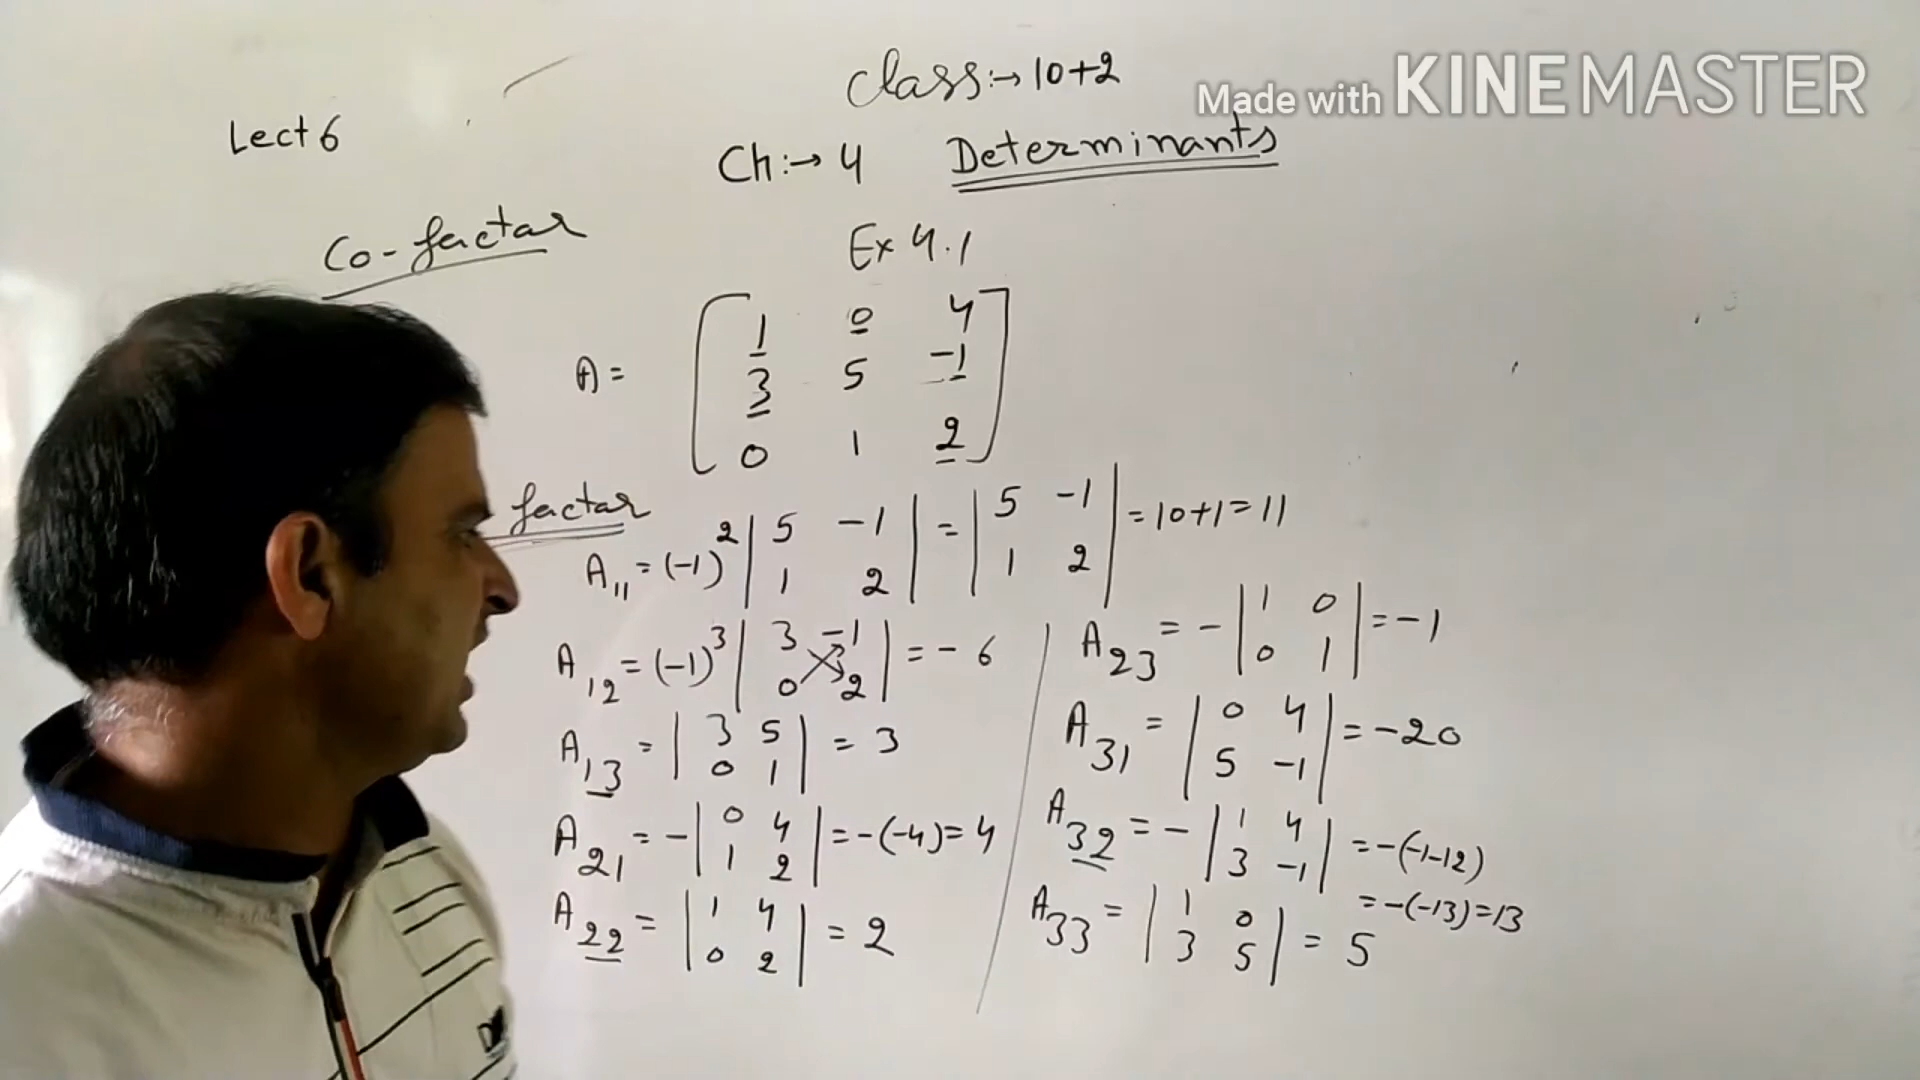 Class:→ 10+2
Made with KINEMASTER
Lect 6
Ch:→ 4 Determinants
Co-factar
Ex 4.1
A = [ 1 0 4
3 5 -1
0 1 2 ]
factar
A₁₁ = (-1)² | 5 -1 | = | 5 -1 | = 10+1 = 11
1 2 1 2
A₁₂ = (-1)³ | 3 -1 | = - 6
0 2
A₁₃ = | 3 5 | = 3
0 1
A₂₁ = - | 0 4 | = -(-4) = 4
1 2
A₂₂ = | 1 4 | = 2
0 2
A₂₃ = - | 1 0 | = -1
0 1
A₃₁ = | 0 4 | = -20
5 -1
A₃₂ = - | 1 4 | = -(-1-12)
3 -1
= -(-13) = 13
A₃₃ = | 1 0 | = 5
3 5